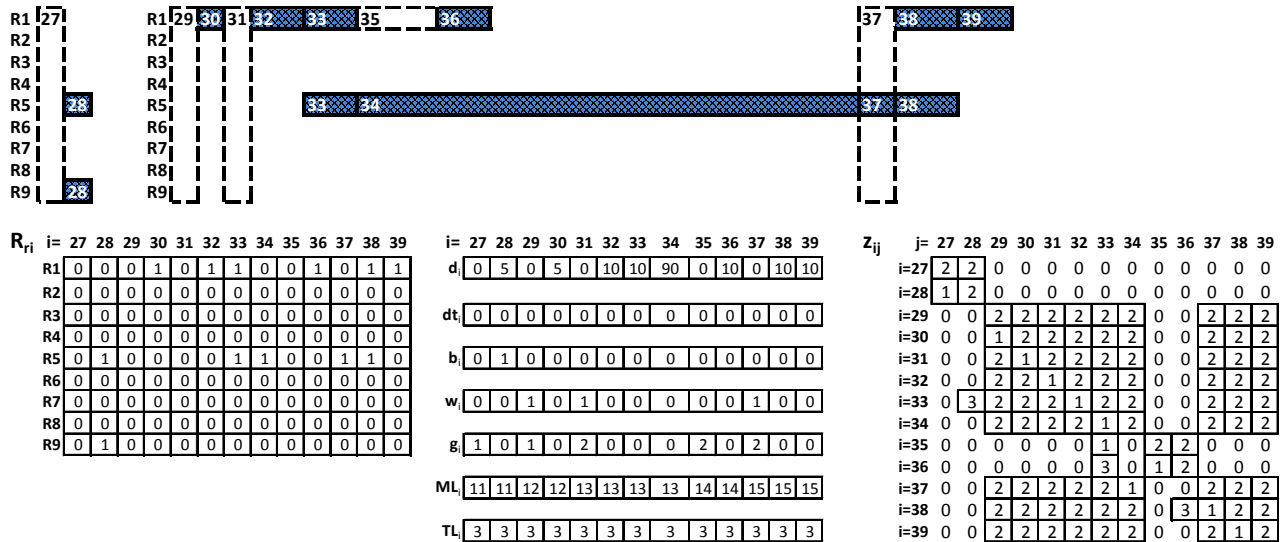 R1 27 R1 29 30 31 32 33 35 36 37 38 39
R2 R2
R3 R3
R4 R4
R5 28 R5 33 34 37 38
R6 R6
R7 R7
R8 R8
R9 28 R9
Rri i= 27 28 29 30 31 32 33 34 35 36 37 38 39
R1 0 0 0 1 0 1 1 0 0 1 0 1 1
R2 0 0 0 0 0 0 0 0 0 0 0 0 0
R3 0 0 0 0 0 0 0 0 0 0 0 0 0
R4 0 0 0 0 0 0 0 0 0 0 0 0 0
R5 0 1 0 0 0 0 1 1 0 0 1 1 0
R6 0 0 0 0 0 0 0 0 0 0 0 0 0
R7 0 0 0 0 0 0 0 0 0 0 0 0 0
R8 0 0 0 0 0 0 0 0 0 0 0 0 0
R9 0 1 0 0 0 0 0 0 0 0 0 0 0
i= 27 28 29 30 31 32 33 34 35 36 37 38 39
di 0 5 0 5 0 10 10 90 0 10 0 10 10
dti 0 0 0 0 0 0 0 0 0 0 0 0 0
bi 0 1 0 0 0 0 0 0 0 0 0 0 0
wi 0 0 1 0 1 0 0 0 0 0 1 0 0
gi 1 0 1 0 2 0 0 0 2 0 2 0 0
MLi 11 11 12 12 13 13 13 13 14 14 15 15 15
TLi 3 3 3 3 3 3 3 3 3 3 3 3 3
zij j= 27 28 29 30 31 32 33 34 35 36 37 38 39
i=27 2 2 0 0 0 0 0 0 0 0 0 0 0
i=28 1 2 0 0 0 0 0 0 0 0 0 0 0
i=29 0 0 2 2 2 2 2 2 0 0 2 2 2
i=30 0 0 1 2 2 2 2 2 0 0 2 2 2
i=31 0 0 2 1 2 2 2 2 0 0 2 2 2
i=32 0 0 2 2 1 2 2 2 0 0 2 2 2
i=33 0 3 2 2 2 1 2 2 0 0 2 2 2
i=34 0 0 2 2 2 2 1 2 0 0 2 2 2
i=35 0 0 0 0 0 0 1 0 2 2 0 0 0
i=36 0 0 0 0 0 0 3 0 1 2 0 0 0
i=37 0 0 2 2 2 2 2 1 0 0 2 2 2
i=38 0 0 2 2 2 2 2 2 0 3 1 2 2
i=39 0 0 2 2 2 2 2 2 0 0 2 1 2